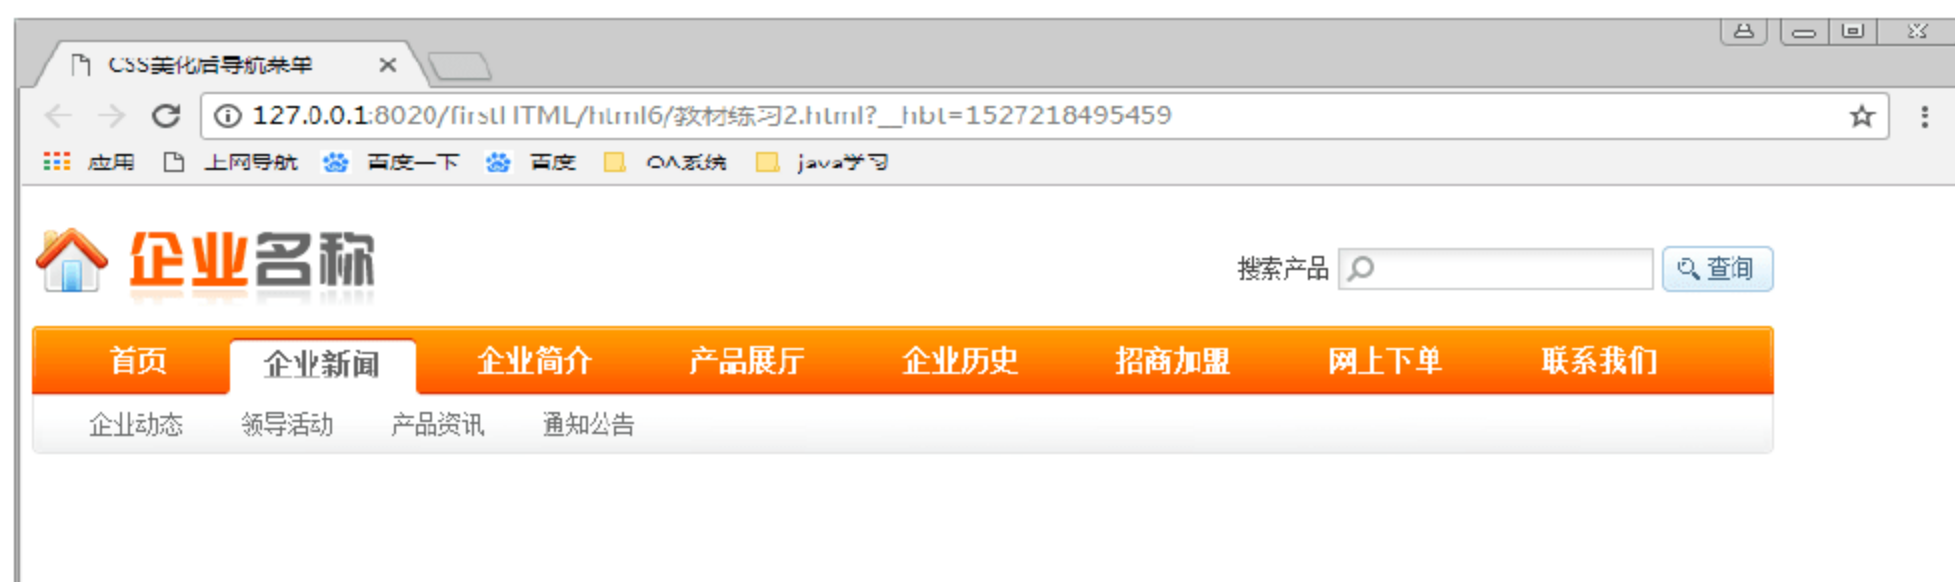 CSS美化后导航菜单
127.0.0.1:8020/firstHTML/html6/教材练习2.html?__hbt=1527218495459
应用 上网导航 百度一下 百度 OA系统 java学习
企业名称
搜索产品 查询
首页 企业新闻 企业简介 产品展厅 企业历史 招商加盟 网上下单 联系我们
企业动态 领导活动 产品资讯 通知公告